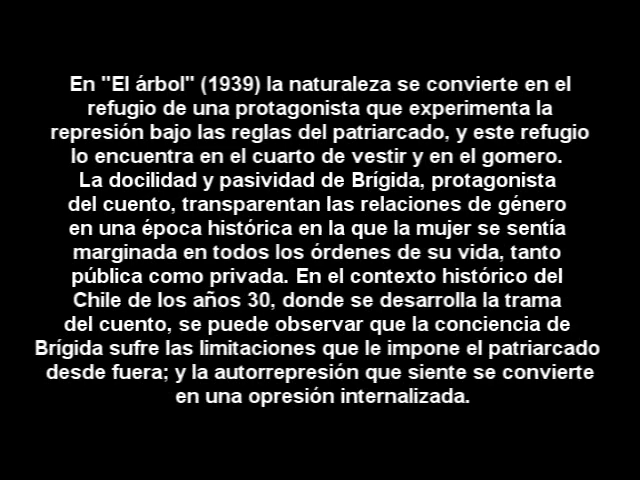 En "El árbol" (1939) la naturaleza se convierte en el
refugio de una protagonista que experimenta la
represión bajo las reglas del patriarcado, y este refugio
lo encuentra en el cuarto de vestir y en el gomero.
La docilidad y pasividad de Brígida, protagonista
del cuento, transparentan las relaciones de género
en una época histórica en la que la mujer se sentía
marginada en todos los órdenes de su vida, tanto
pública como privada. En el contexto histórico del
Chile de los años 30, donde se desarrolla la trama
del cuento, se puede observar que la conciencia de
Brígida sufre las limitaciones que le impone el patriarcado
desde fuera; y la autorrepresión que siente se convierte
en una opresión internalizada.